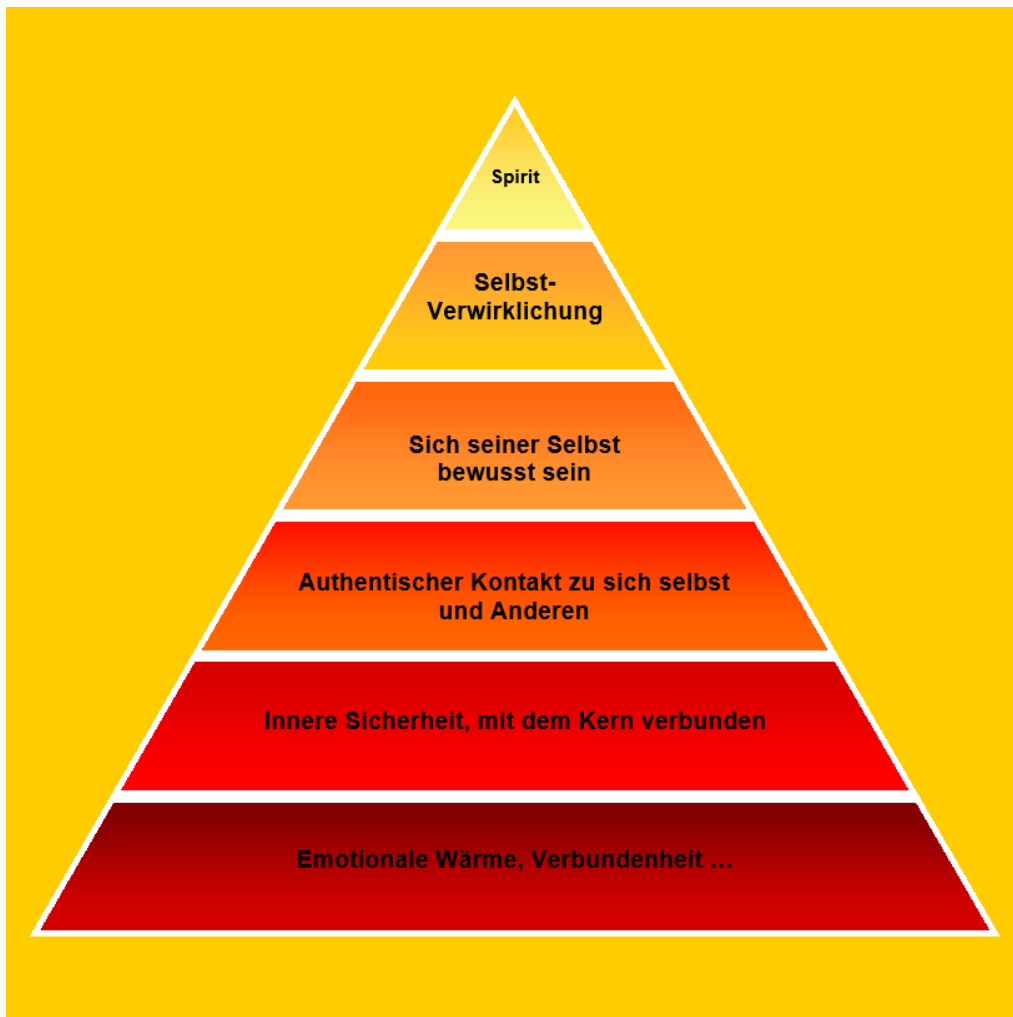 Spirit
Selbst-
Verwirklichung
Sich seiner Selbst
bewusst sein
Authentischer Kontakt zu sich selbst
und Anderen
Innere Sicherheit, mit dem Kern verbunden
Emotionale Wärme, Verbundenheit …